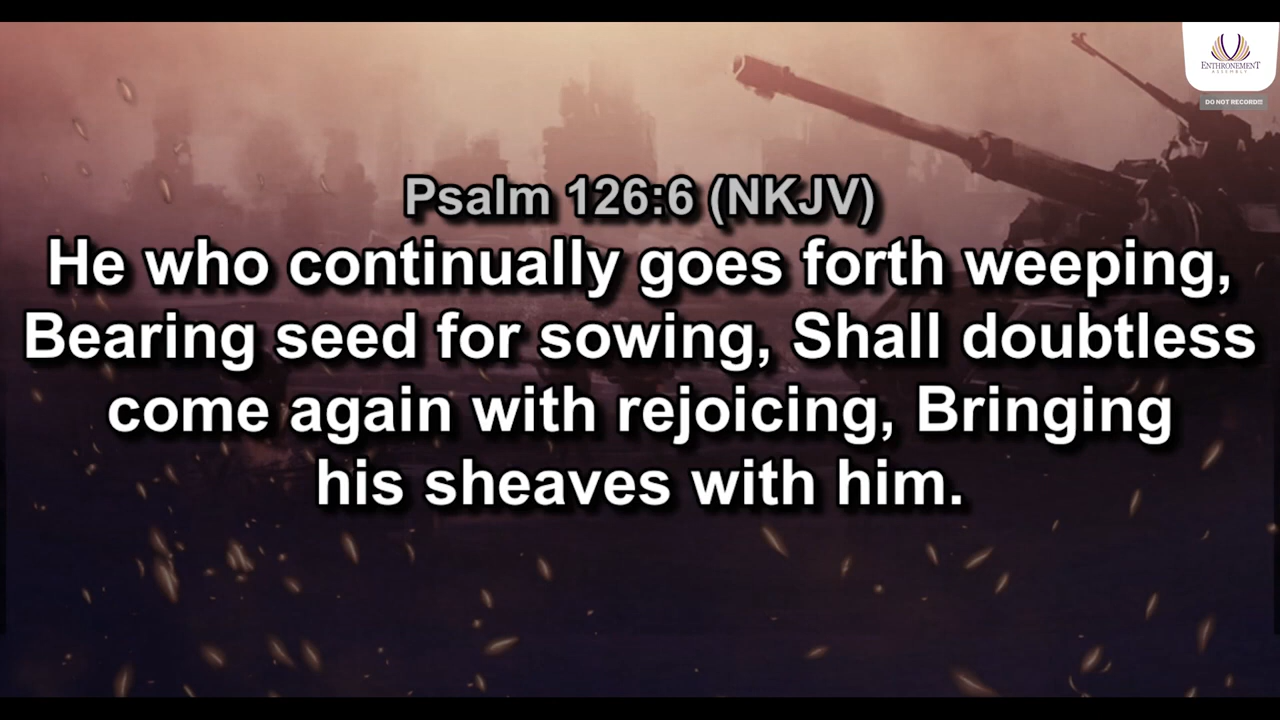 ENTHRONEMENT
ASSEMBLY
DO NOT RECORD!!!
Psalm 126:6 (NKJV)
He who continually goes forth weeping,
Bearing seed for sowing, Shall doubtless
come again with rejoicing, Bringing
his sheaves with him.